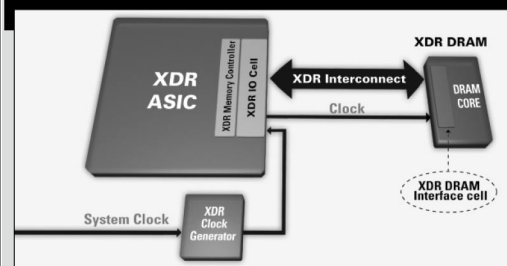 XDR DRAM
XDR
ASIC
XDR Memory Controller
XDR IO Cell
XDR Interconnect
Clock
DRAM
CORE
XDR DRAM
Interface cell
System Clock
XDR
Clock
Generator